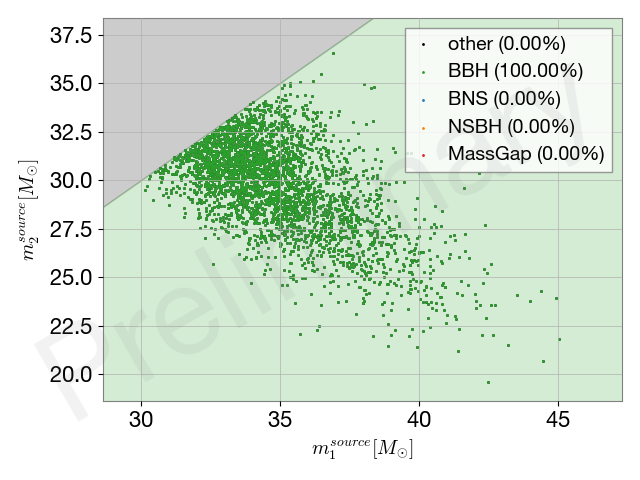 37.5
35.0
32.5
30.0
27.5
25.0
22.5
20.0
30
35
40
45
m₂^source [M⊙]
m₁^source [M⊙]
other (0.00%)
BBH (100.00%)
BNS (0.00%)
NSBH (0.00%)
MassGap (0.00%)
Preliminary